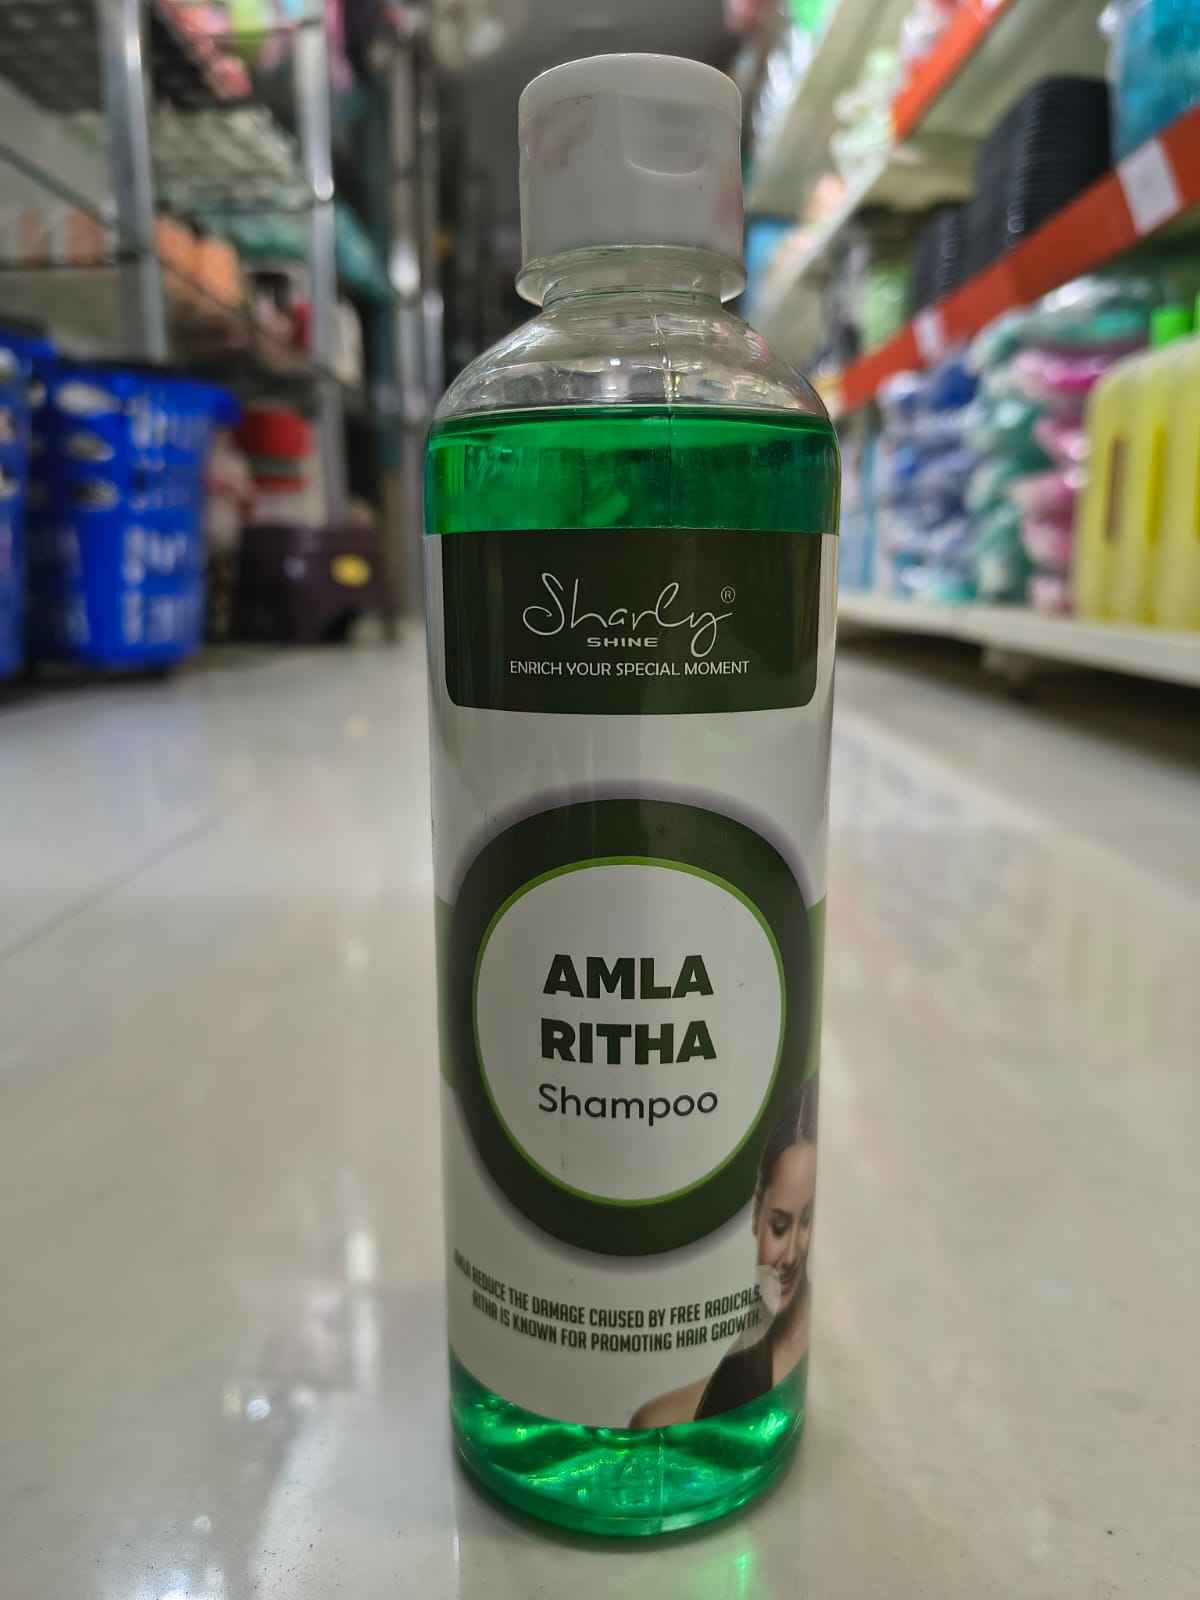 Sharly®
SHINE
ENRICH YOUR SPECIAL MOMENT
AMLA
RITHA
Shampoo
AMLA REDUCE THE DAMAGE CAUSED BY FREE RADICALS.
RITHA IS KNOWN FOR PROMOTING HAIR GROWTH.